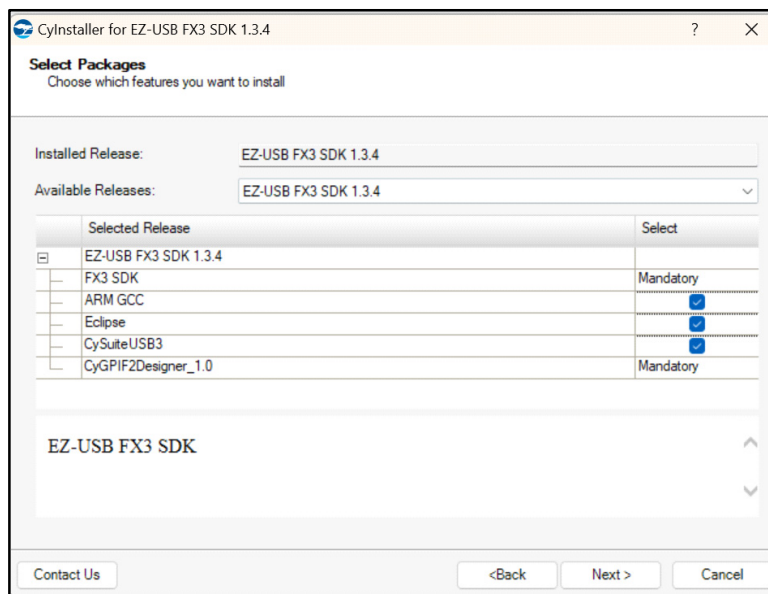 CyInstaller for EZ-USB FX3 SDK 1.3.4
Select Packages
Choose which features you want to install
Installed Release: EZ-USB FX3 SDK 1.3.4
Available Releases: EZ-USB FX3 SDK 1.3.4
Selected Release Select
EZ-USB FX3 SDK 1.3.4
FX3 SDK Mandatory
ARM GCC
Eclipse
CySuiteUSB3
CyGPIF2Designer_1.0 Mandatory
EZ-USB FX3 SDK
Contact Us <Back Next > Cancel